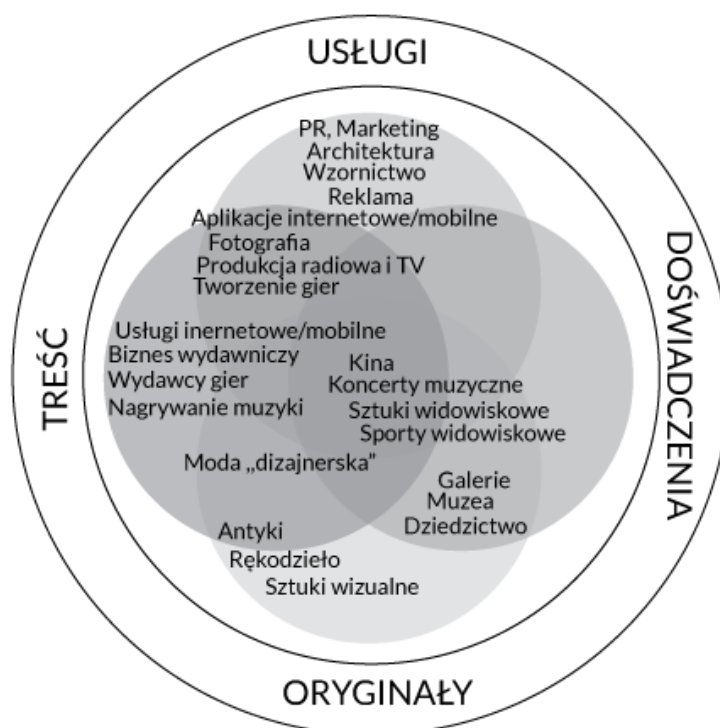 USŁUGI
PR, Marketing
Architektura
Wzornictwo
Reklama
Aplikacje internetowe/mobilne
Fotografia
Produkcja radiowa i TV
Tworzenie gier
TREŚĆ
DOŚWIADCZENIA
Usługi inernetowe/mobilne
Biznes wydawniczy
Wydawcy gier
Nagrywanie muzyki
Kina
Koncerty muzyczne
Sztuki widowiskowe
Sporty widowiskowe
Moda „dizajnerska”
Galerie
Muzea
Dziedzictwo
Antyki
Rękodzieło
Sztuki wizualne
ORYGINAŁY